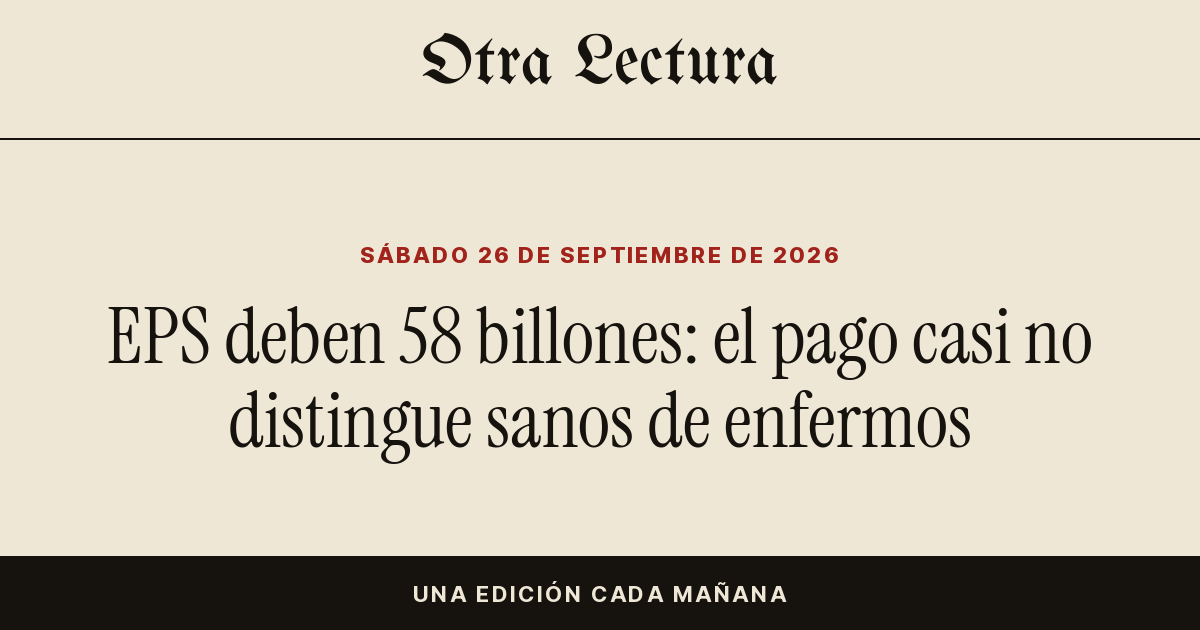 Otra Lectura
SÁBADO 26 DE SEPTIEMBRE DE 2026
EPS deben 58 billones: el pago casi no
distingue sanos de enfermos
UNA EDICIÓN CADA MAÑANA